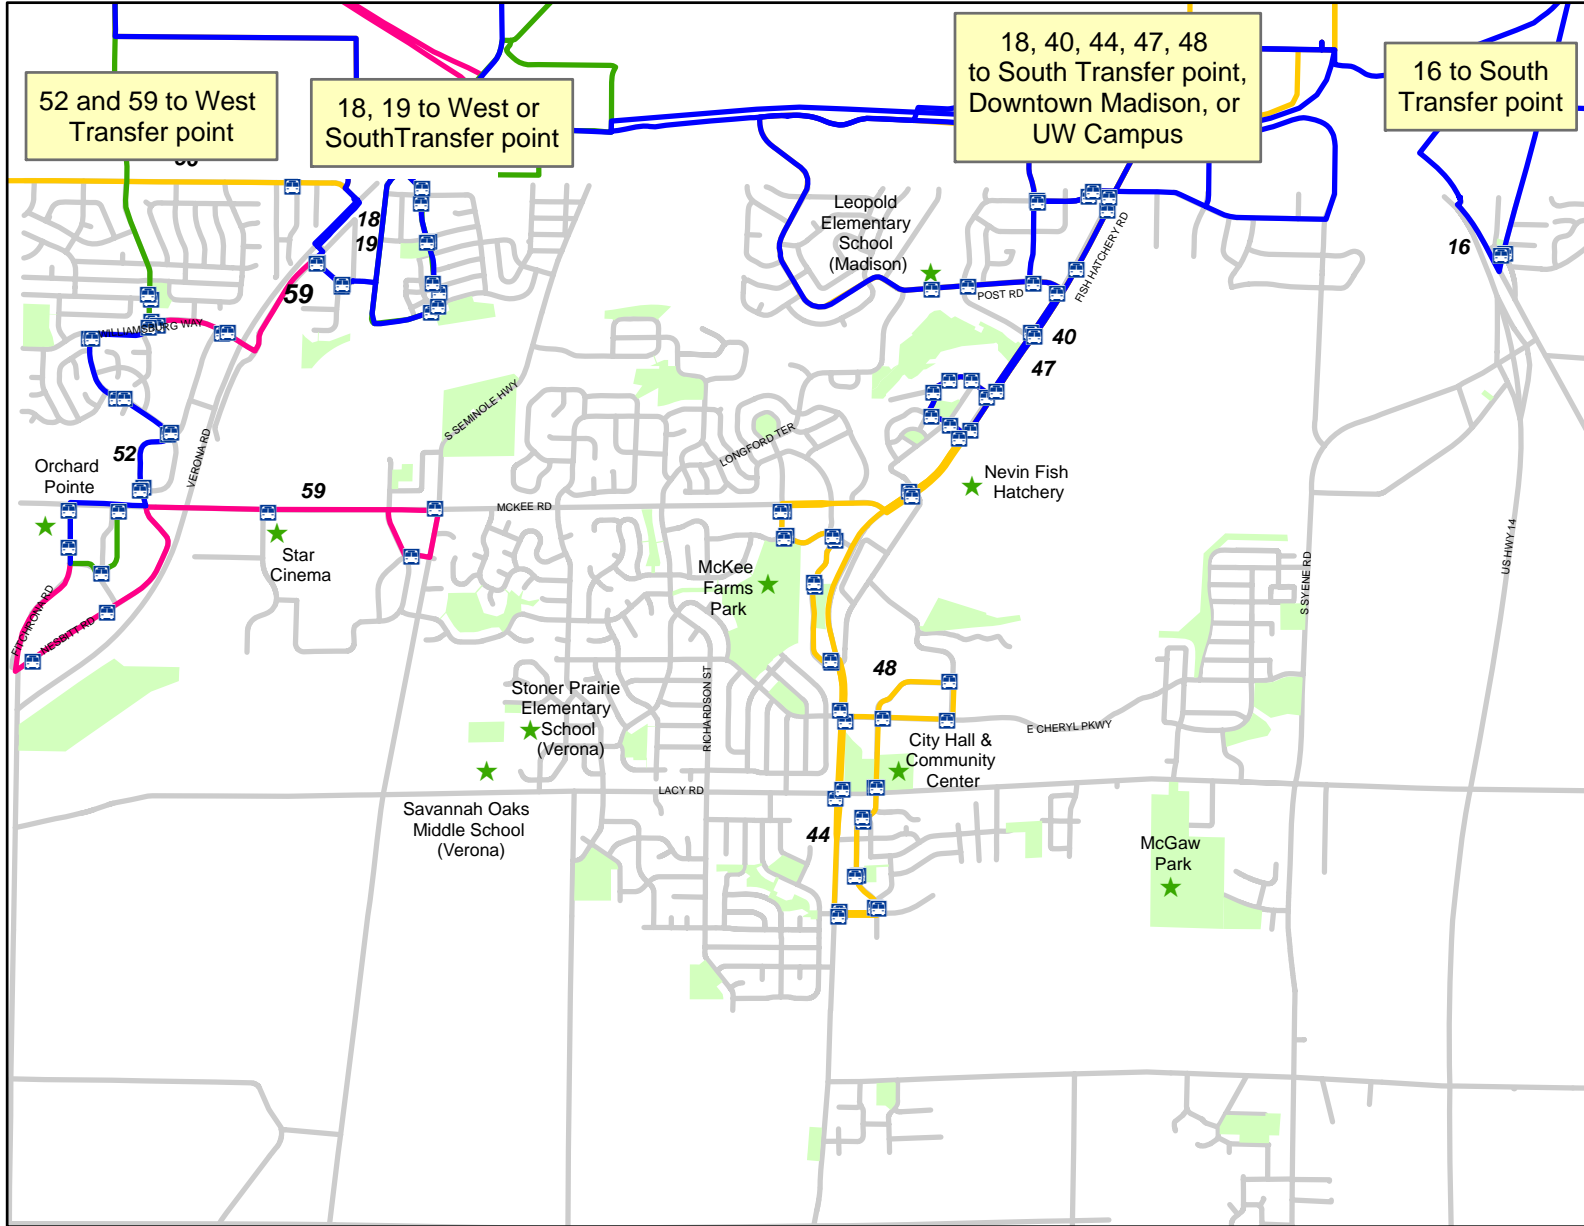 52 and 59 to West
Transfer point
18, 19 to West or
SouthTransfer point
18, 40, 44, 47, 48
to South Transfer point,
Downtown Madison, or
UW Campus
16 to South
Transfer point
18
19
59
16
Leopold
Elementary
School
(Madison)
FISH HATCHERY RD
POST RD
WILLIAMSBURG WAY
40
47
S SEMINOLE HWY
VERONA RD
LONGFORD TER
52
Orchard
Pointe
59
MCKEE RD
Nevin Fish
Hatchery
Star
Cinema
McKee
Farms
Park
US HWY 14
S SYENE RD
FITCHRONA RD
NESBITT RD
48
Stoner Prairie
Elementary
School
(Verona)
RICHARDSON ST
E CHERYL PKWY
City Hall &
Community
Center
LACY RD
Savannah Oaks
Middle School
(Verona)
44
McGaw
Park